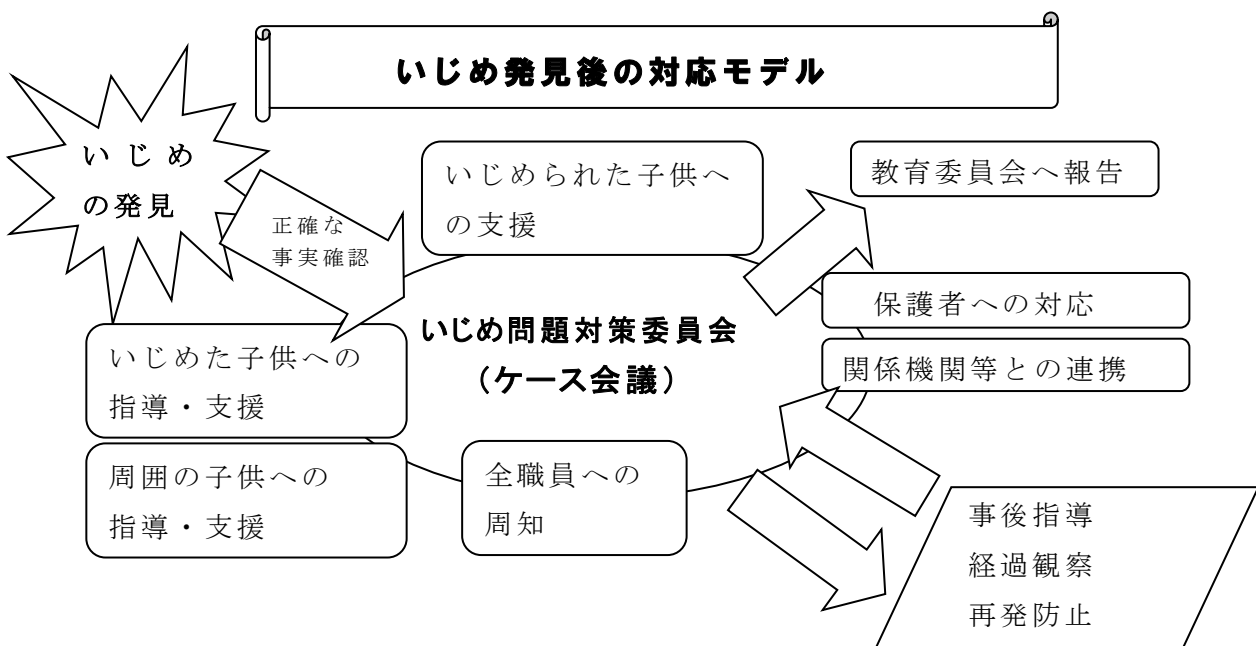 いじめ発見後の対応モデル
いじめ
の発見
正確な
事実確認
いじめられた子供へ
の支援
教育委員会へ報告
保護者への対応
関係機関等との連携
いじめ問題対策委員会
（ケース会議）
いじめた子供への
指導・支援
周囲の子供への
指導・支援
全職員への
周知
事後指導
経過観察
再発防止